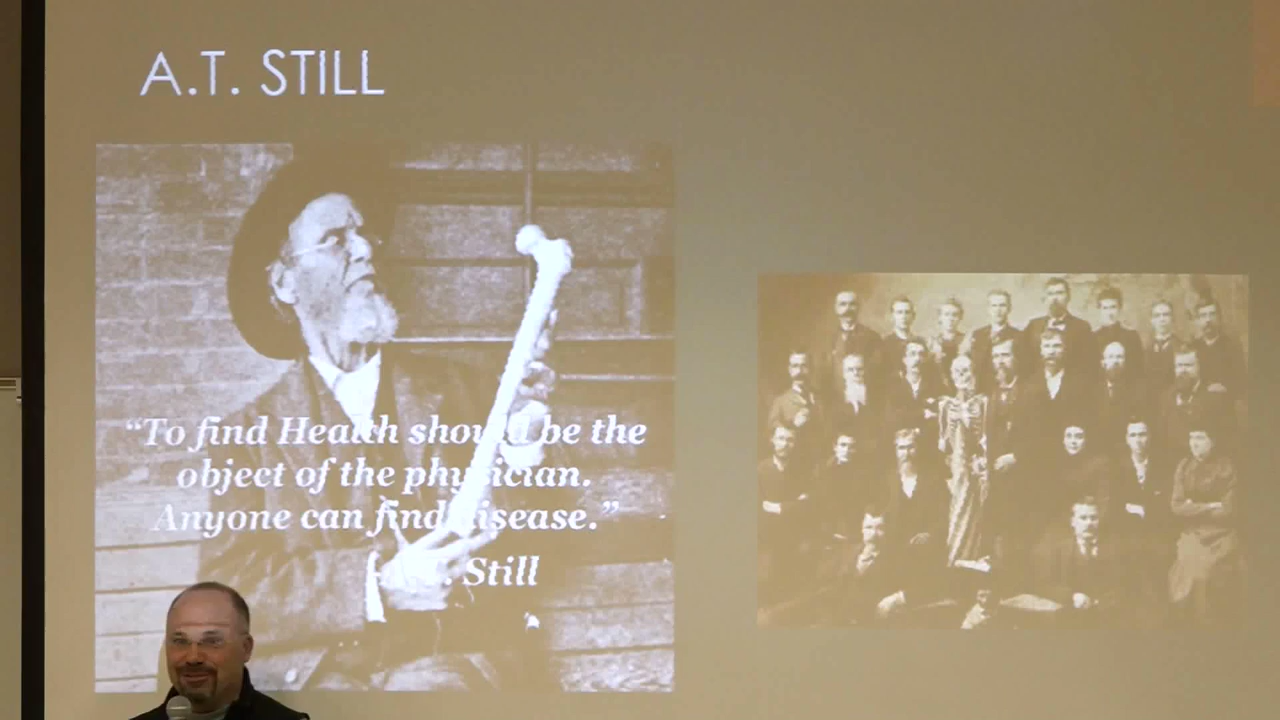 A.T. STILL
“To find Health should be the
object of the physician.
Anyone can find disease.”
-A.T. Still